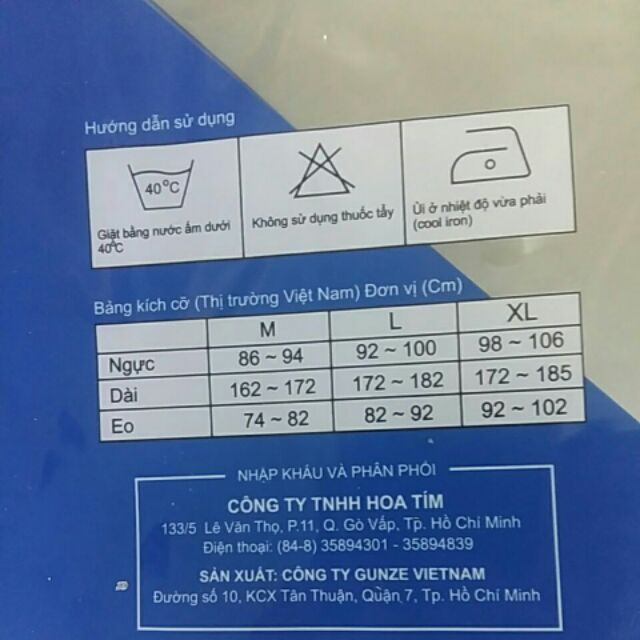 Hướng dẫn sử dụng
40°C
Giặt bằng nước ấm dưới
40°C
Không sử dụng thuốc tẩy
Ủi ở nhiệt độ vừa phải
(cool iron)
Bảng kích cỡ (Thị trường Việt Nam) Đơn vị (Cm)
M L XL
Ngực 86 ~ 94 92 ~ 100 98 ~ 106
Dài 162 ~ 172 172 ~ 182 172 ~ 185
Eo 74 ~ 82 82 ~ 92 92 ~ 102
NHẬP KHẨU VÀ PHÂN PHỐI
CÔNG TY TNHH HOA TÍM
133/5 Lê Văn Thọ, P.11, Q. Gò Vấp, Tp. Hồ Chí Minh
Điện thoại: (84-8) 35894301 - 35894839
SẢN XUẤT: CÔNG TY GUNZE VIETNAM
Đường số 10, KCX Tân Thuận, Quận 7, Tp. Hồ Chí Minh